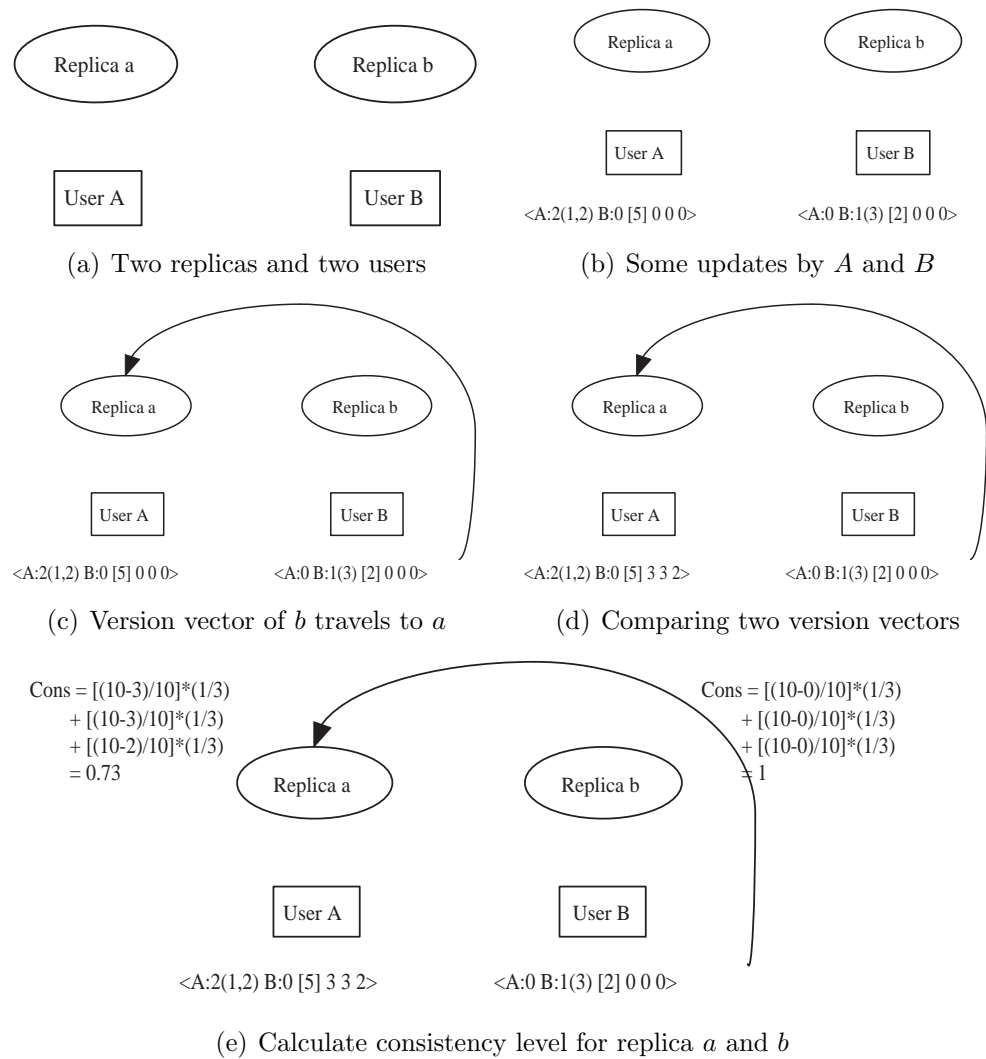 Replica a
Replica b
User A
User B
(a) Two replicas and two users
Replica a
Replica b
User A
User B
<A:2(1,2) B:0 [5] 0 0 0>
<A:0 B:1(3) [2] 0 0 0>
(b) Some updates by A and B
Replica a
Replica b
User A
User B
<A:2(1,2) B:0 [5] 0 0 0>
<A:0 B:1(3) [2] 0 0 0>
(c) Version vector of b travels to a
Replica a
Replica b
User A
User B
<A:2(1,2) B:0 [5] 3 3 2>
<A:0 B:1(3) [2] 0 0 0>
(d) Comparing two version vectors
Cons = [(10-3)/10]*(1/3)
+ [(10-3)/10]*(1/3)
+ [(10-2)/10]*(1/3)
= 0.73
Cons = [(10-0)/10]*(1/3)
+ [(10-0)/10]*(1/3)
+ [(10-0)/10]*(1/3)
= 1
Replica a
Replica b
User A
User B
<A:2(1,2) B:0 [5] 3 3 2>
<A:0 B:1(3) [2] 0 0 0>
(e) Calculate consistency level for replica a and b